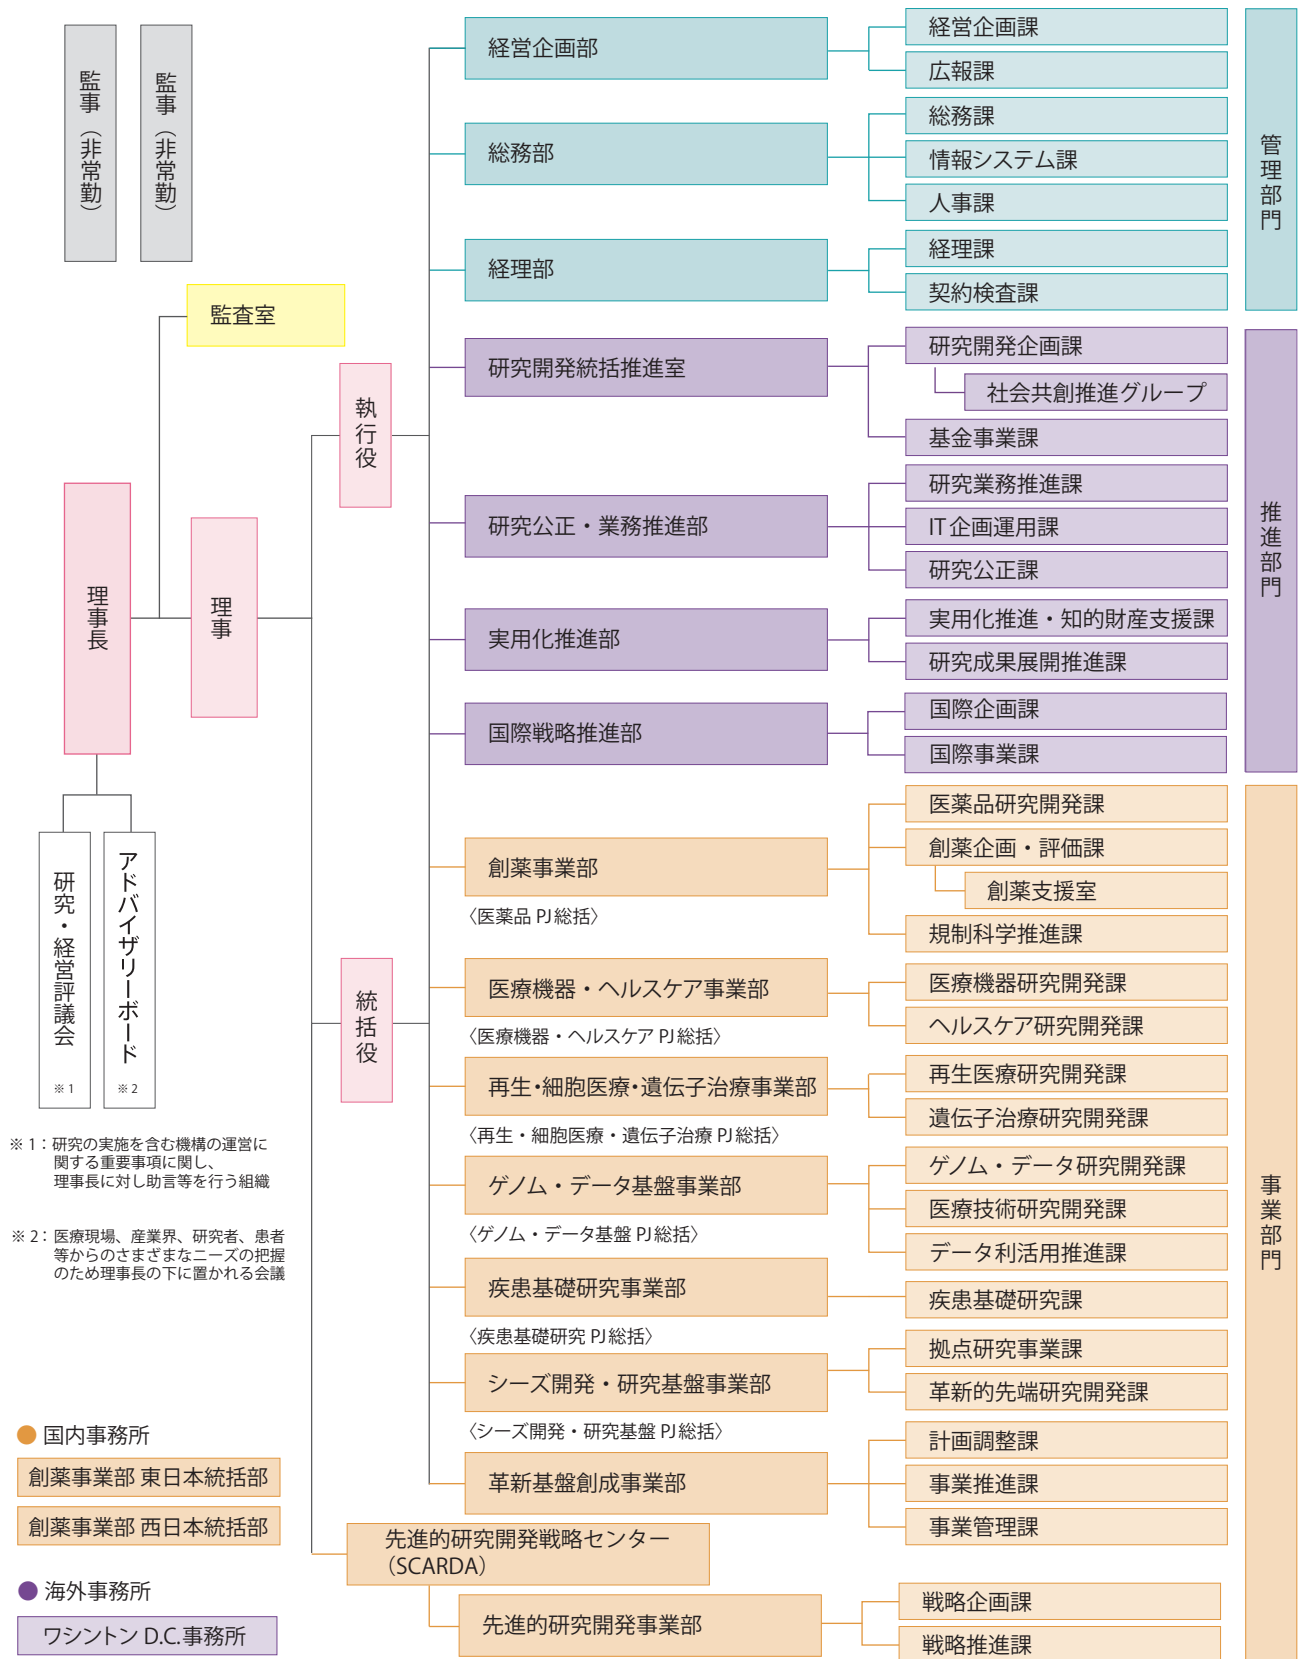 監事（非常勤）
監事（非常勤）
監査室
理事長
理事
執行役
統括役
研究・経営評議会
※1
アドバイザリーボード
※2
※1：研究の実施を含む機構の運営に
関する重要事項に関し、
理事長に対し助言等を行う組織
※2：医療現場、産業界、研究者、患者
等からのさまざまなニーズの把握
のため理事長の下に置かれる会議
経営企画部
経営企画課
広報課
総務部
総務課
情報システム課
人事課
経理部
経理課
契約検査課
管理部門
研究開発統括推進室
研究開発企画課
社会共創推進グループ
基金事業課
研究公正・業務推進部
研究業務推進課
IT企画運用課
研究公正課
実用化推進部
実用化推進・知的財産支援課
研究成果展開推進課
国際戦略推進部
国際企画課
国際事業課
推進部門
創薬事業部
〈医薬品 PJ総括〉
医薬品研究開発課
創薬企画・評価課
創薬支援室
規制科学推進課
医療機器・ヘルスケア事業部
〈医療機器・ヘルスケア PJ総括〉
医療機器研究開発課
ヘルスケア研究開発課
再生・細胞医療・遺伝子治療事業部
〈再生・細胞医療・遺伝子治療 PJ総括〉
再生医療研究開発課
遺伝子治療研究開発課
ゲノム・データ基盤事業部
〈ゲノム・データ基盤 PJ総括〉
ゲノム・データ研究開発課
医療技術研究開発課
データ利活用推進課
疾患基礎研究事業部
〈疾患基礎研究 PJ総括〉
疾患基礎研究課
シーズ開発・研究基盤事業部
〈シーズ開発・研究基盤 PJ総括〉
拠点研究事業課
革新的先端研究開発課
革新基盤創成事業部
計画調整課
事業推進課
事業管理課
先進的研究開発戦略センター
（SCARDA）
先進的研究開発事業部
戦略企画課
戦略推進課
事業部門
国内事務所
創薬事業部 東日本統括部
創薬事業部 西日本統括部
海外事務所
ワシントン D.C.事務所